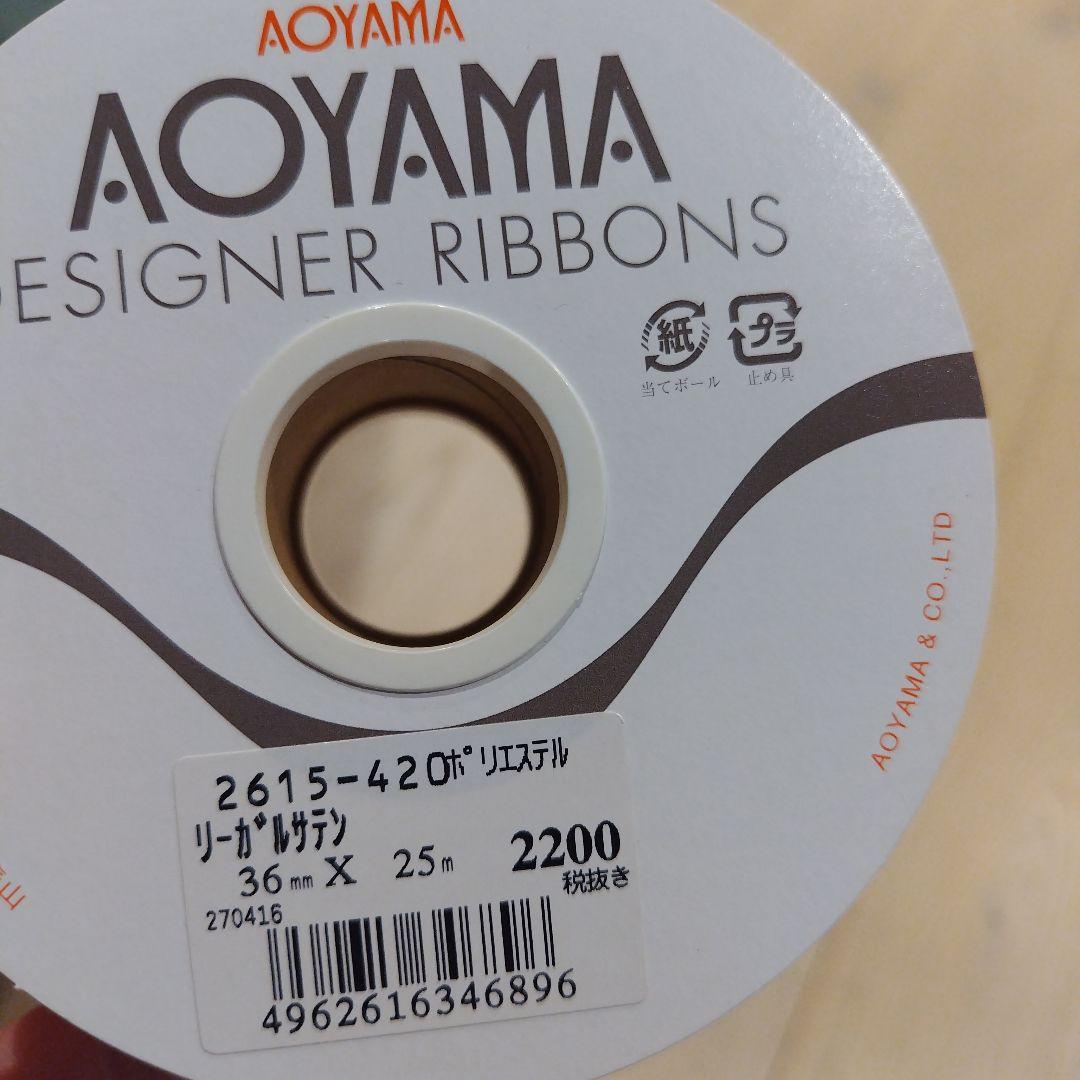 AOYAMA
AOYAMA
DESIGNER RIBBONS
紙 プラ
当てボール 止め具
AOYAMA & CO.,LTD
2615-420ポリエステル
リーガルサテン
36mm X 25m 2200
税抜き
270416
4962616346896